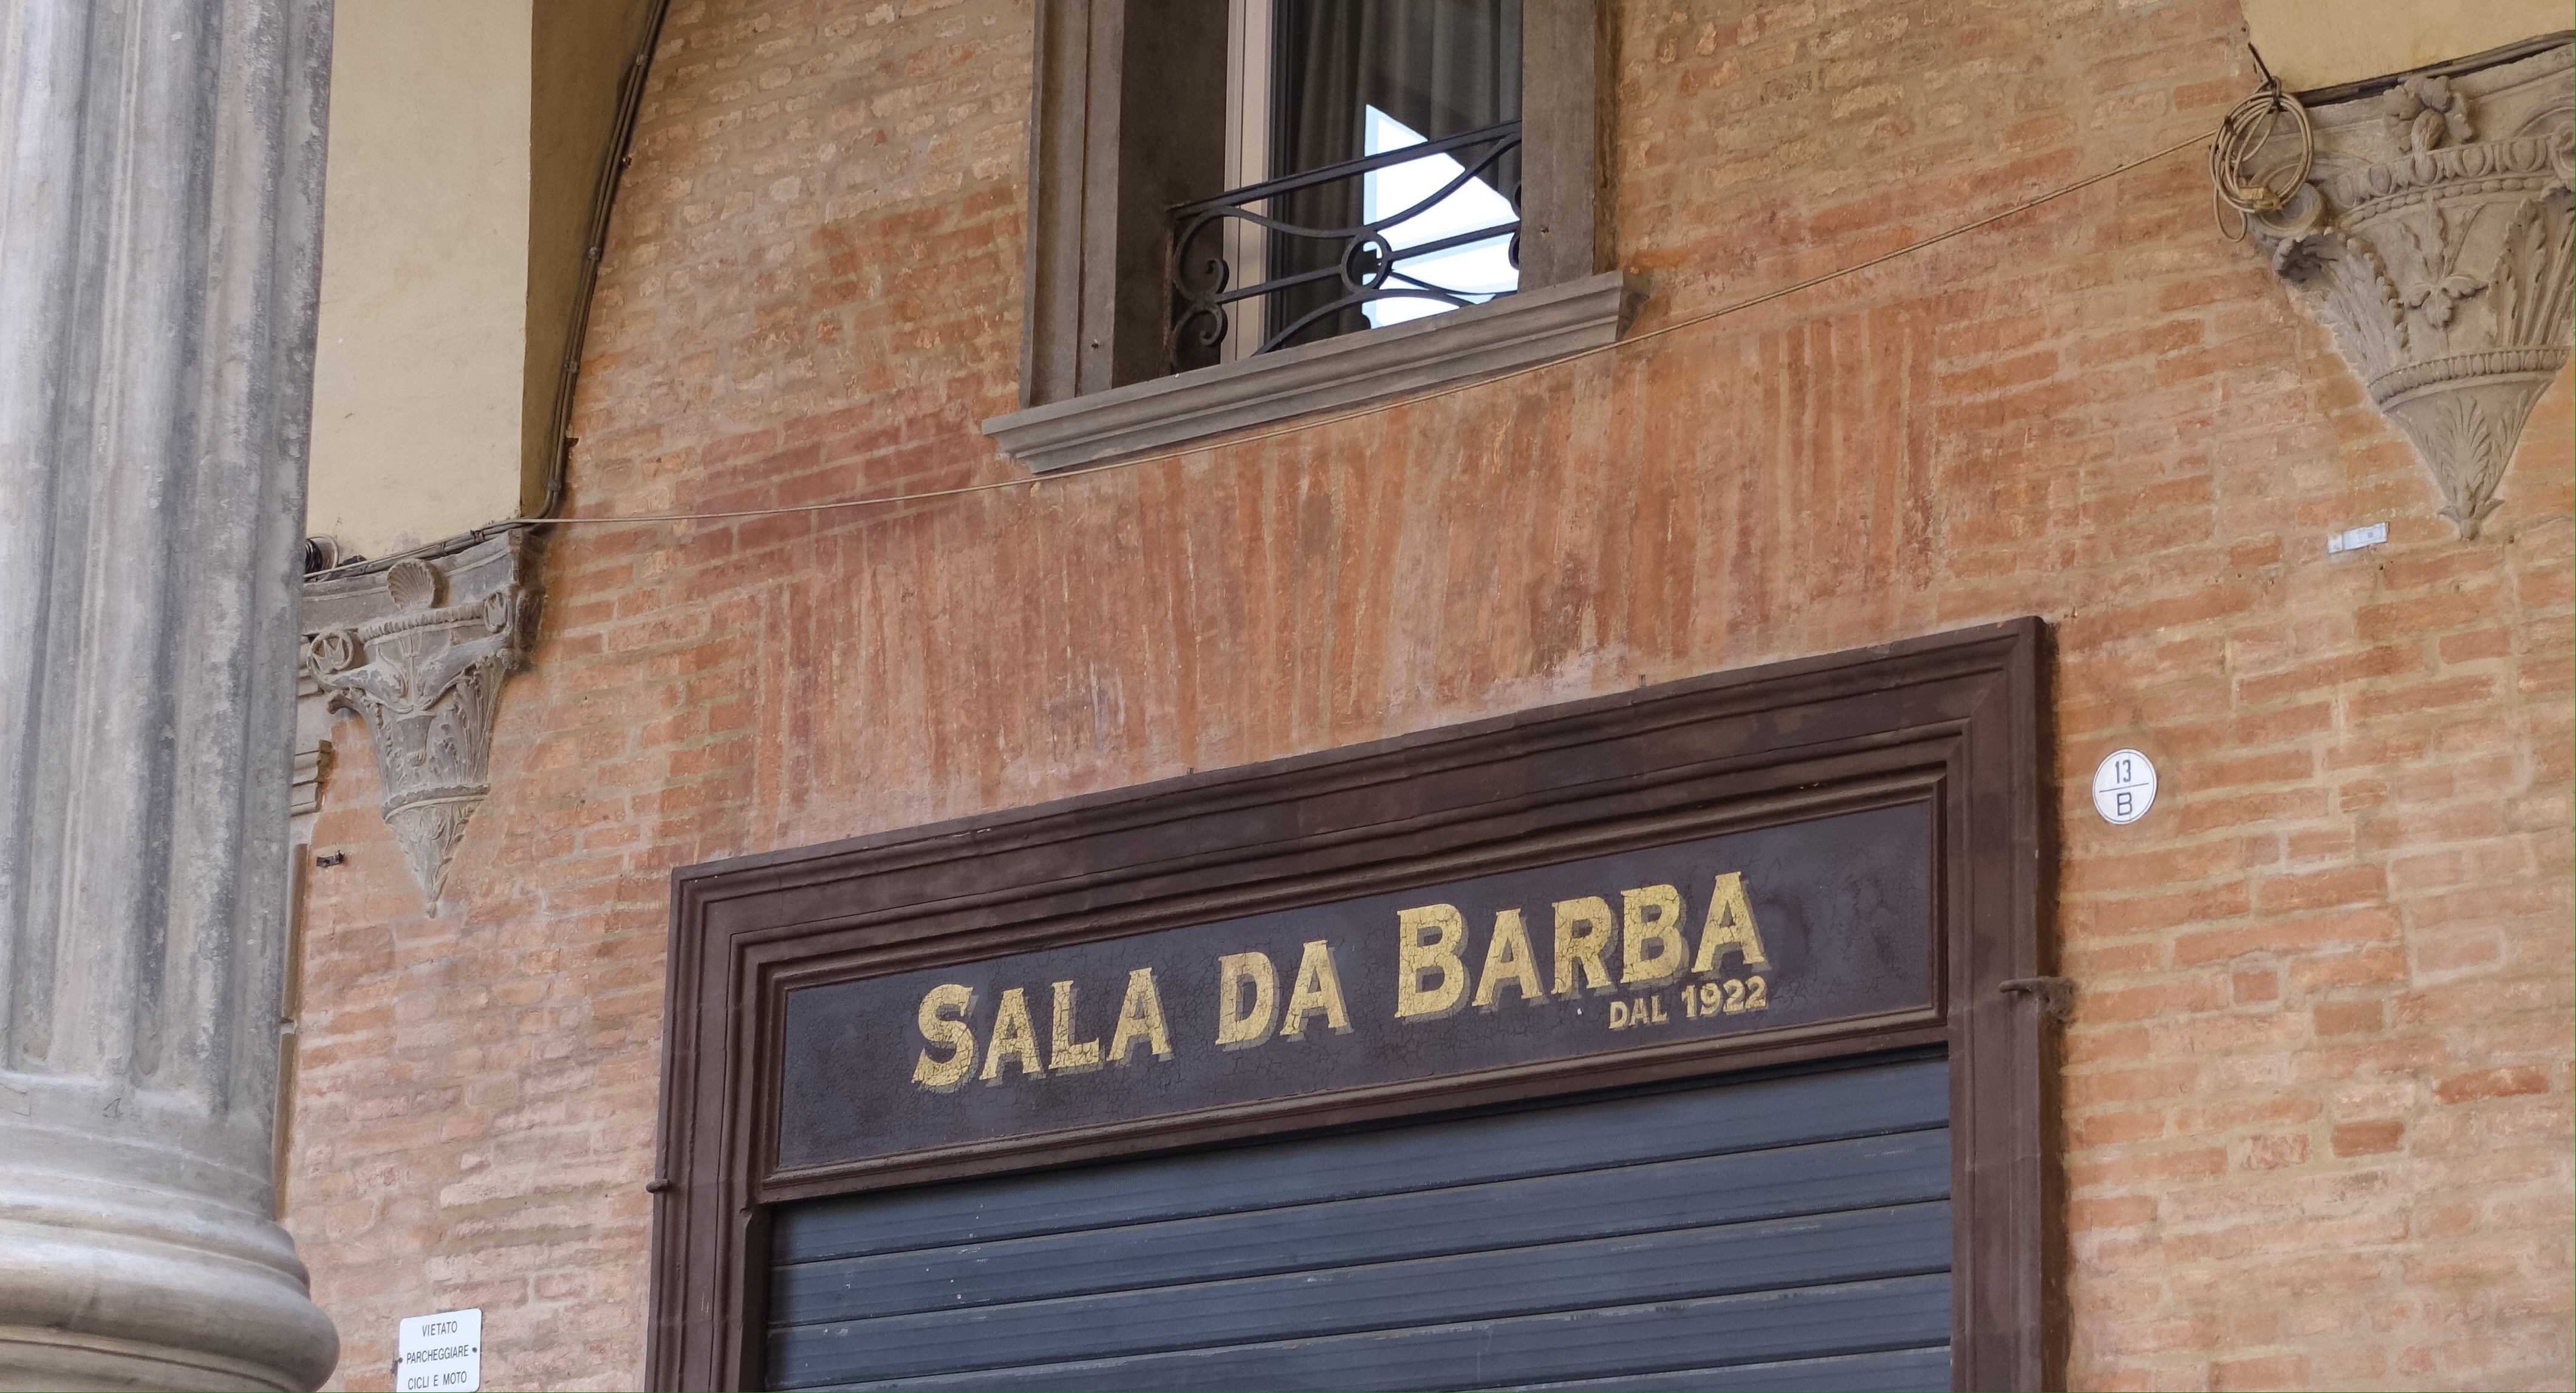 SALA DA BARBA
DAL 1922
13
B
VIETATO
PARCHEGGIARE
CICLI E MOTO